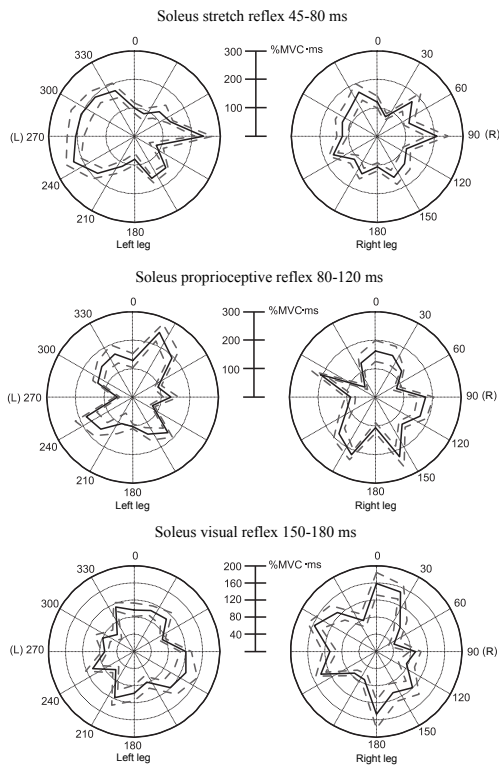 Soleus stretch reflex 45-80 ms
0
330
300
(L) 270
240
210
180
Left leg
%MVC•ms
300
200
100
0
30
60
90 (R)
120
150
180
Right leg
Soleus proprioceptive reflex 80-120 ms
0
330
300
(L) 270
240
210
180
Left leg
%MVC•ms
300
200
100
0
30
60
90 (R)
120
150
180
Right leg
Soleus visual reflex 150-180 ms
0
330
300
(L) 270
240
210
180
Left leg
%MVC•ms
200
160
120
80
40
0
30
60
90 (R)
120
150
180
Right leg